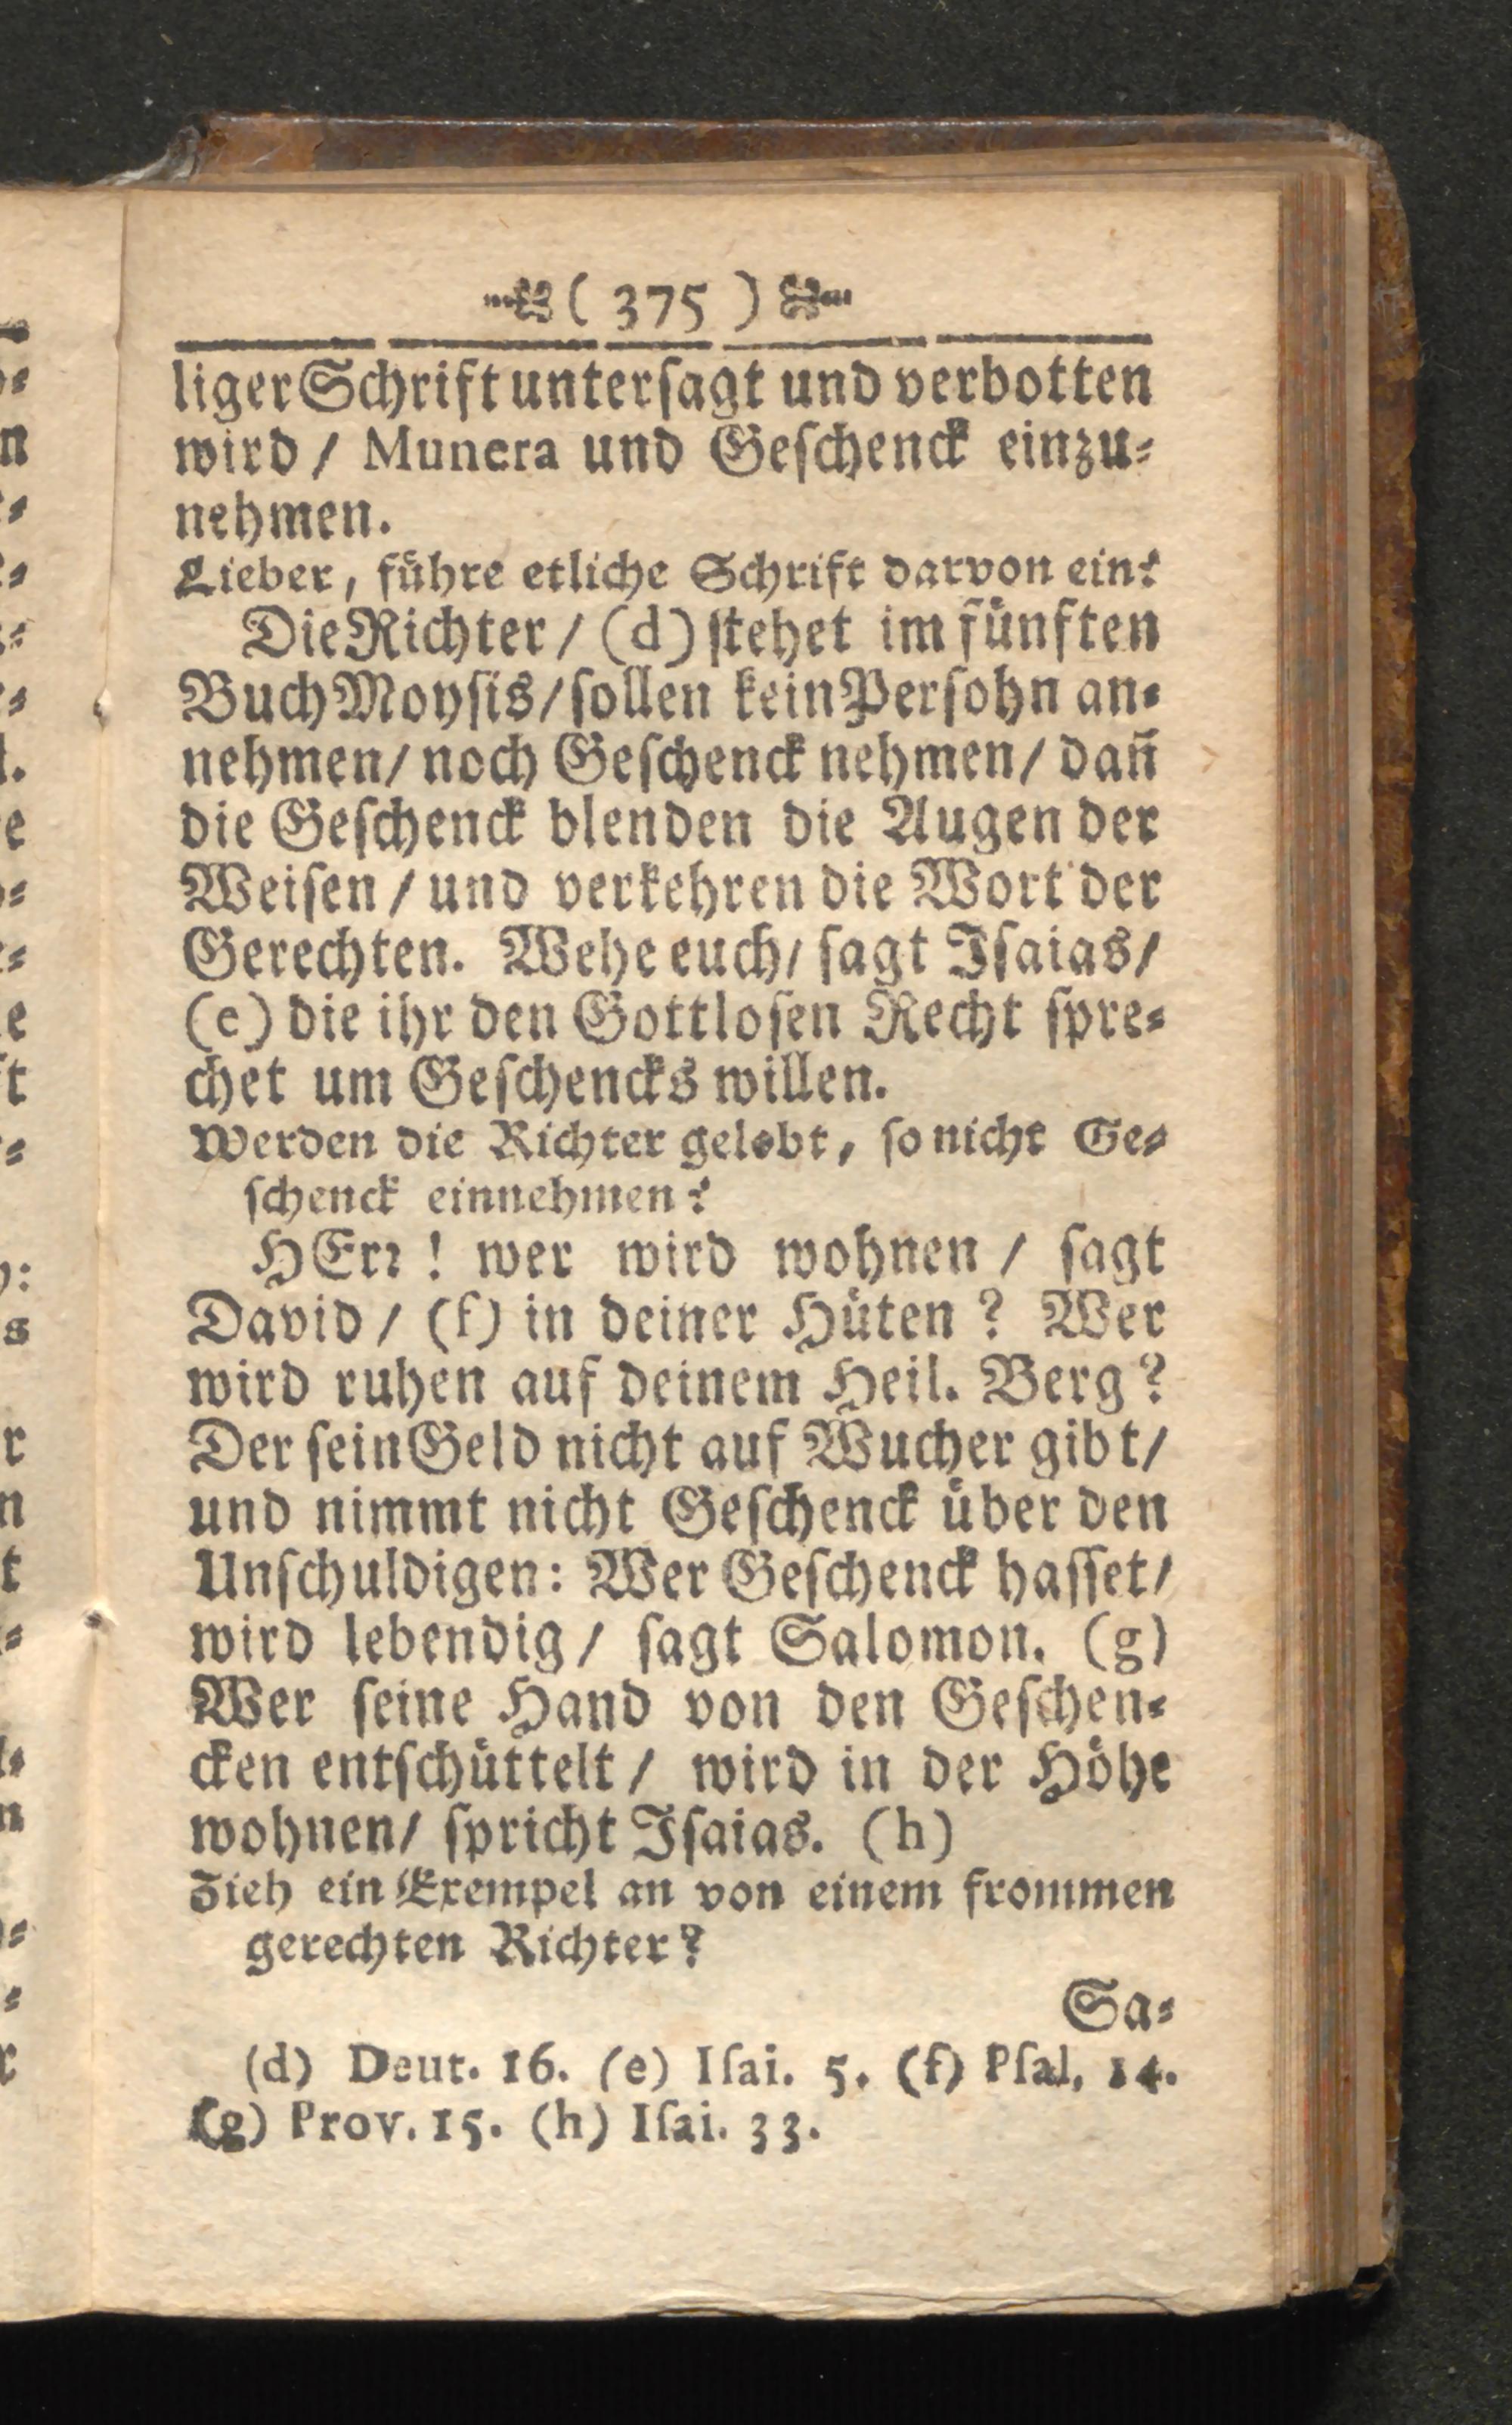 ( 375 )
liger Schrift untersagt und verbotten
wird / Munera und Geschenck einzu-
nehmen.
Lieber, führe etliche Schrift darvon ein?
Die Richter / (d) stehet im fünften
Buch Moysis / sollen kein Persohn an-
nehmen / noch Geschenck nehmen / dañ
die Geschenck blenden die Augen der
Weisen / und verkehren die Wort der
Gerechten. Wehe euch / sagt Isaias /
(e) die ihr den Gottlosen Recht spre-
chet um Geschencks willen.
Werden die Richter gelobt, so nicht Ge-
schenck einnehmen?
HErr ! wer wird wohnen / sagt
David / (f) in deiner Hüten ? Wer
wird ruhen auf deinem Heil. Berg ?
Der sein Geld nicht auf Wucher gibt /
und nimmt nicht Geschenck über den
Unschuldigen: Wer Geschenck hasset /
wird lebendig / sagt Salomon. (g)
Wer seine Hand von den Geschen-
cken entschüttelt / wird in der Höhe
wohnen / spricht Isaias. (h)
Zieh ein Exempel an von einem frommen
gerechten Richter?
Sa-
(d) Deut. 16. (e) Isai. 5. (f) Psal. 14.
(g) Prov. 15. (h) Isai. 33.